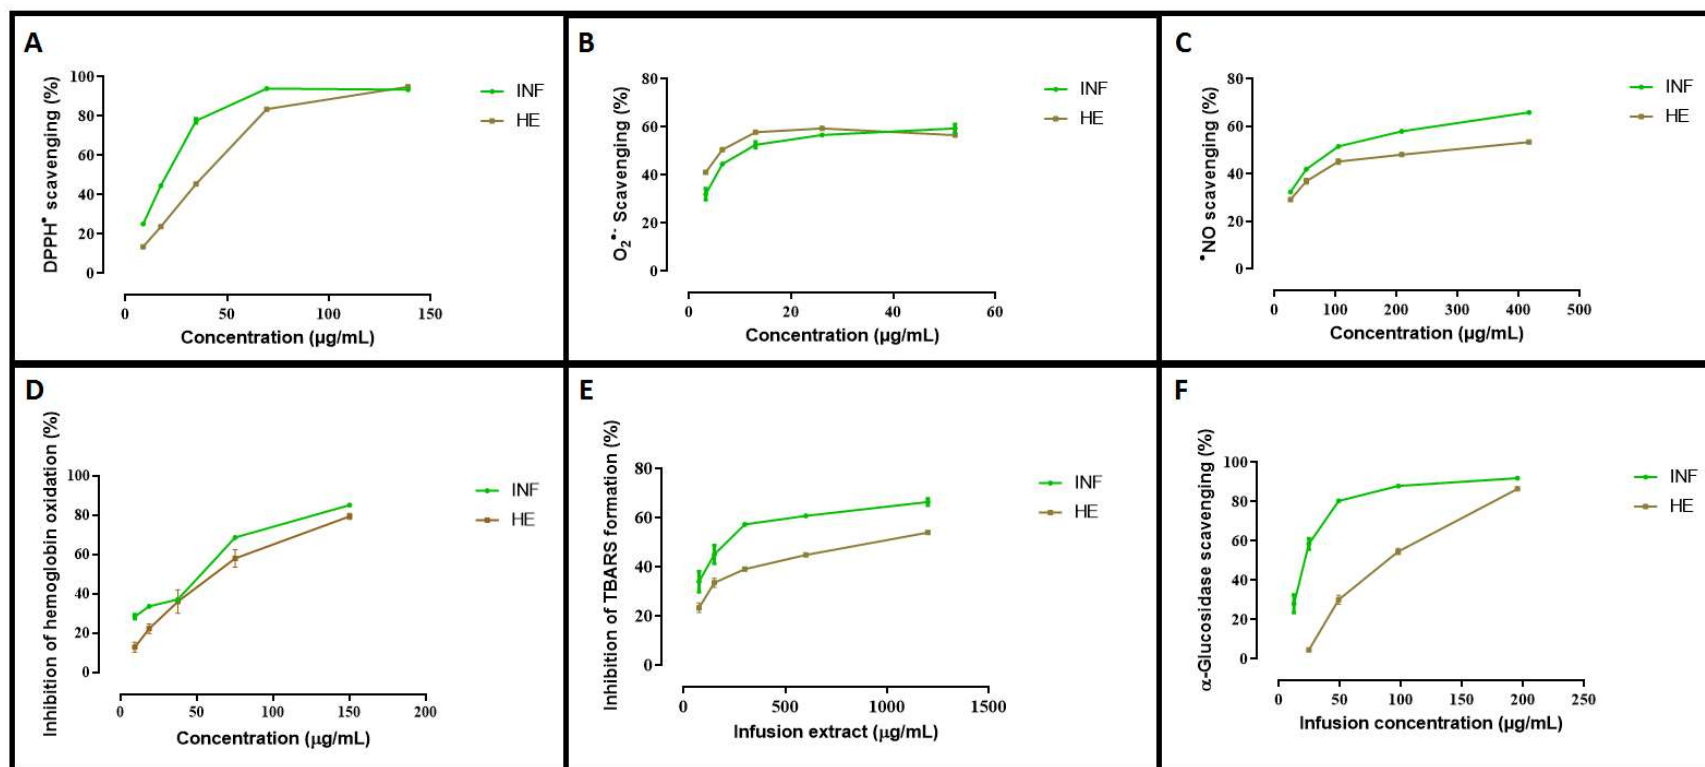 A
DPPH• scavenging (%)
100
80
60
40
20
0
0 50 100 150
Concentration (µg/mL)
INF
HE
B
O2•- Scavenging (%)
80
60
40
20
0
0 20 40 60
Concentration (µg/mL)
INF
HE
C
•NO scavenging (%)
80
60
40
20
0
0 100 200 300 400 500
Concentration (µg/mL)
INF
HE
D
Inhibition of hemoglobin oxidation (%)
100
80
60
40
20
0
0 50 100 150 200
Concentration (µg/mL)
INF
HE
E
Inhibition of TBARS formation (%)
80
60
40
20
0
0 500 1000 1500
Infusion extract (µg/mL)
INF
HE
F
α-Glucosidase scavenging (%)
100
80
60
40
20
0
0 50 100 150 200 250
Infusion concentration (µg/mL)
INF
HE